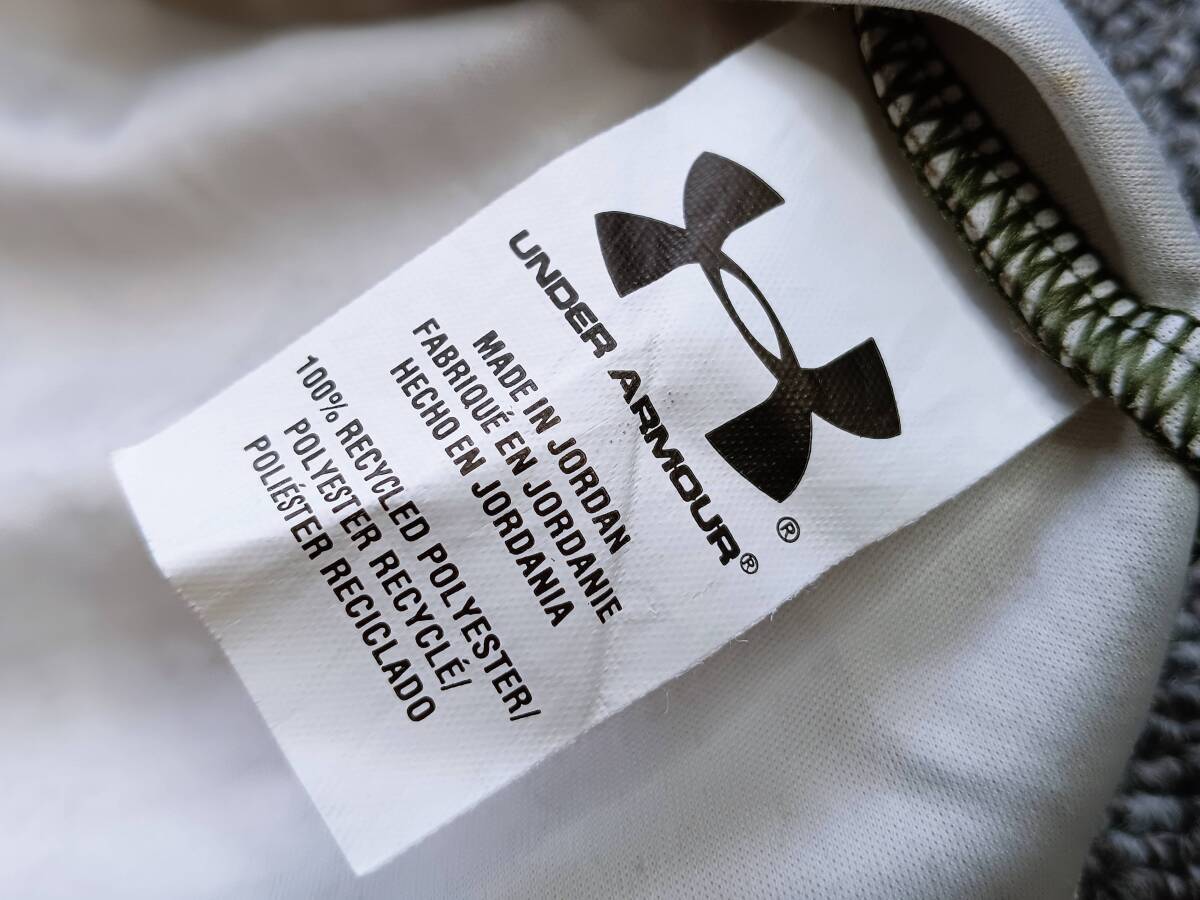 UNDER ARMOUR® ®
MADE IN JORDAN
FABRIQUÉ EN JORDANIE
HECHO EN JORDANIA
100% RECYCLED POLYESTER/
POLYESTER RECYCLÉ/
POLIÉSTER RECICLADO